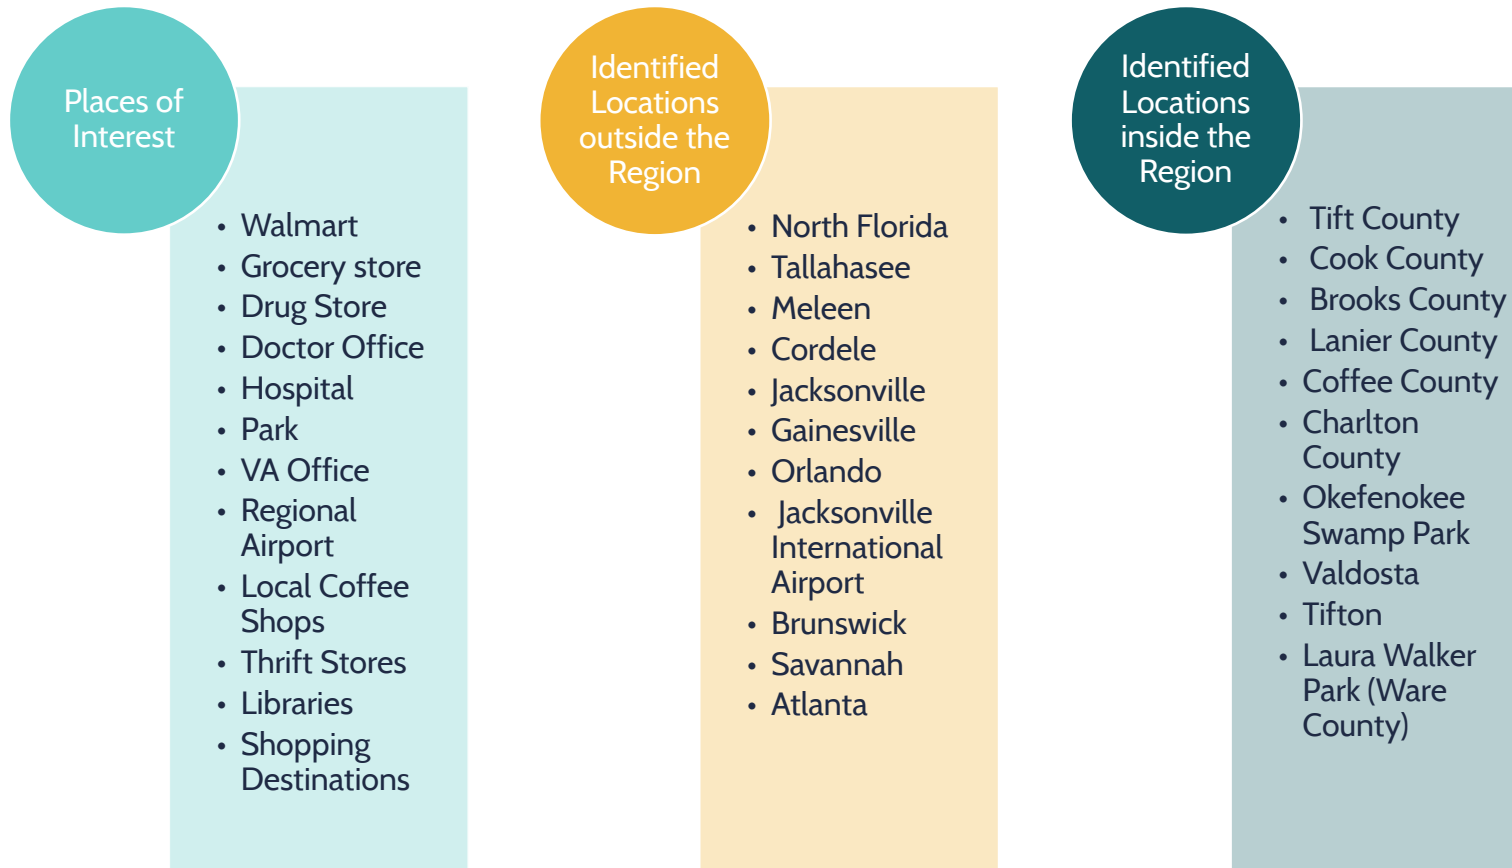 Places of
Interest
• Walmart
• Grocery store
• Drug Store
• Doctor Office
• Hospital
• Park
• VA Office
• Regional
Airport
• Local Coffee
Shops
• Thrift Stores
• Libraries
• Shopping
Destinations
Identified
Locations
outside the
Region
• North Florida
• Tallahasee
• Meleen
• Cordele
• Jacksonville
• Gainesville
• Orlando
• Jacksonville
International
Airport
• Brunswick
• Savannah
• Atlanta
Identified
Locations
inside the
Region
• Tift County
• Cook County
• Brooks County
• Lanier County
• Coffee County
• Charlton
County
• Okefenokee
Swamp Park
• Valdosta
• Tifton
• Laura Walker
Park (Ware
County)